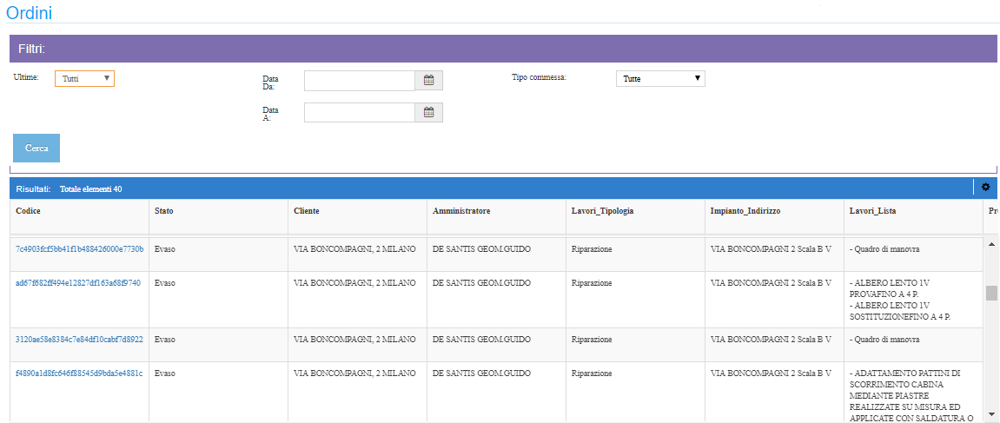 Ordini
Filtri:
Ultime: Tutti Data Da: Tipo commessa: Tutte
Data A:
Cerca
Risultati: Totale elementi 40
Codice Stato Cliente Amministratore Lavori_Tipologia Impianto_Indirizzo Lavori_Lista Pr
7c4903fcf5bb41f1b488426000e7730b Evaso VIA BONCOMPAGNI, 2 MILANO DE SANTIS GEOM.GUIDO Riparazione VIA BONCOMPAGNI 2 Scala B V - Quadro di manovra
ad67f682ff494e12827df163a68f9740 Evaso VIA BONCOMPAGNI, 2 MILANO DE SANTIS GEOM.GUIDO Riparazione VIA BONCOMPAGNI 2 Scala B V - ALBERO LENTO 1V
PROVAFINO A 4 P.
- ALBERO LENTO 1V
SOSTITUZIONEFINO A 4 P.
3120ae58e8384c7e84df10cabf7d8922 Evaso VIA BONCOMPAGNI, 2 MILANO DE SANTIS GEOM.GUIDO Riparazione VIA BONCOMPAGNI 2 Scala B V - Quadro di manovra
f4890a1d8fc646f88545d9bda5e4881c Evaso VIA BONCOMPAGNI, 2 MILANO DE SANTIS GEOM.GUIDO Riparazione VIA BONCOMPAGNI 2 Scala B V - ADATTAMENTO PATTINI DI
SCORRIMENTO CABINA
MEDIANTE PIASTRE
REALIZZATE SU MISURA ED
APPLICATE CON SALDATURA O